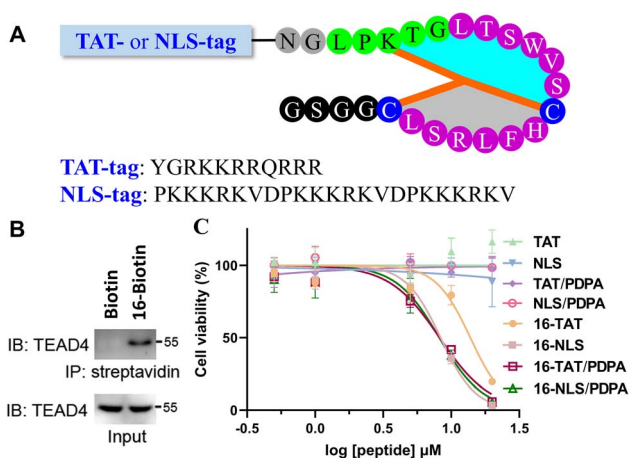 A
TAT- or NLS-tag
N G L P K T G L T S W V S C H F L R S L C G G S G
TAT-tag: YGRKKRRQRRR
NLS-tag: PKKKRKVDPKKKRKVDPKKKRKV
B
Biotin
16-Biotin
IB: TEAD4
55
IP: streptavidin
IB: TEAD4
55
Input
C
Cell viability (%)
100
50
0
-0.5
0.0
0.5
1.0
1.5
log [peptide] μM
TAT
NLS
TAT/PDPA
NLS/PDPA
16-TAT
16-NLS
16-TAT/PDPA
16-NLS/PDPA